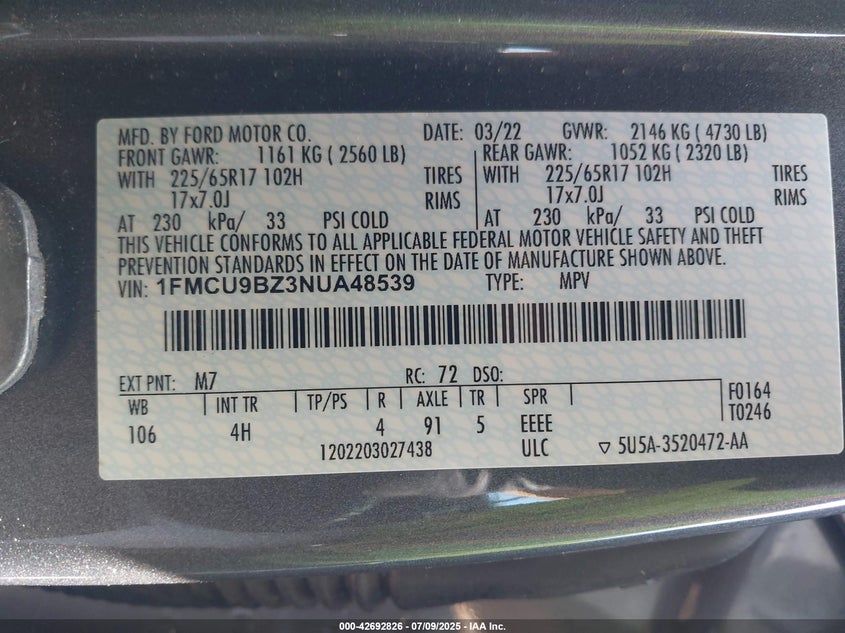 MFD. BY FORD MOTOR CO. DATE: 03/22 GVWR: 2146 KG ( 4730 LB)
FRONT GAWR: 1161 KG ( 2560 LB) REAR GAWR: 1052 KG ( 2320 LB)
WITH 225/65R17 102H TIRES WITH 225/65R17 102H TIRES
17x7.0J RIMS 17x7.0J RIMS
AT 230 kPa/ 33 PSI COLD AT 230 kPa/ 33 PSI COLD
THIS VEHICLE CONFORMS TO ALL APPLICABLE FEDERAL MOTOR VEHICLE SAFETY AND THEFT
PREVENTION STANDARDS IN EFFECT ON THE DATE OF MANUFACTURE SHOWN ABOVE.
VIN: 1FMCU9BZ3NUA48539 TYPE: MPV
EXT PNT: M7 RC: 72 DSO:
WB INT TR TP/PS R AXLE TR SPR F0164
T0246
106 4H 4 91 5 EEEE
1202203027438 ULC ▽ 5U5A-3520472-AA
000-42692826 - 07/09/2025 - IAA Inc.